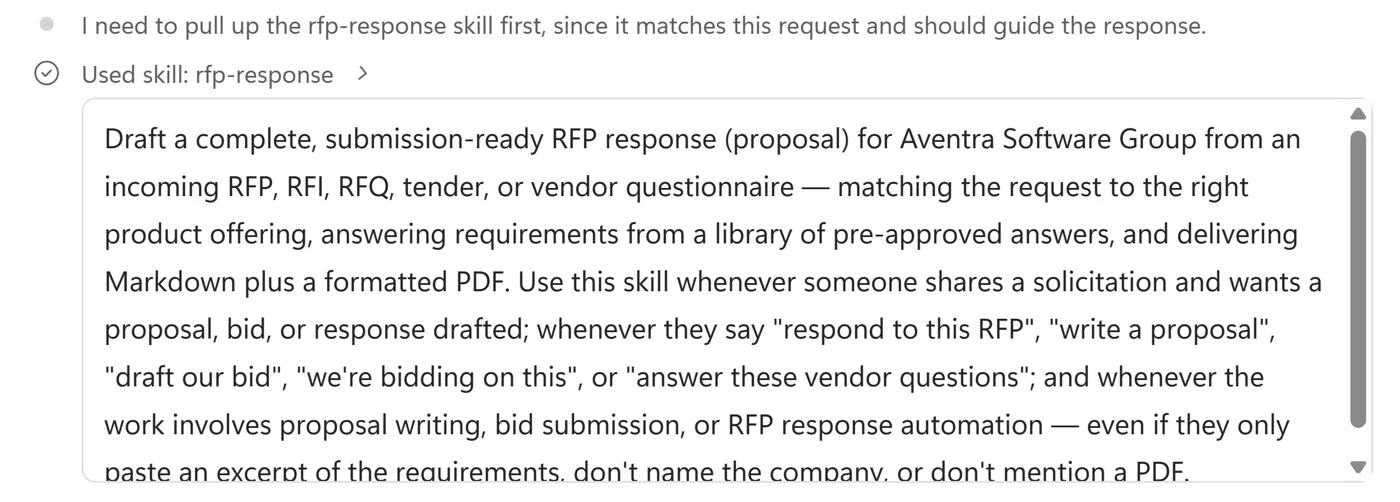 I need to pull up the rfp-response skill first, since it matches this request and should guide the response.
Used skill: rfp-response
Draft a complete, submission-ready RFP response (proposal) for Aventra Software Group from an
incoming RFP, RFI, RFQ, tender, or vendor questionnaire — matching the request to the right
product offering, answering requirements from a library of pre-approved answers, and delivering
Markdown plus a formatted PDF. Use this skill whenever someone shares a solicitation and wants a
proposal, bid, or response drafted; whenever they say "respond to this RFP", "write a proposal",
"draft our bid", "we're bidding on this", or "answer these vendor questions"; and whenever the
work involves proposal writing, bid submission, or RFP response automation — even if they only
paste an excerpt of the requirements, don't name the company, or don't mention a PDF.